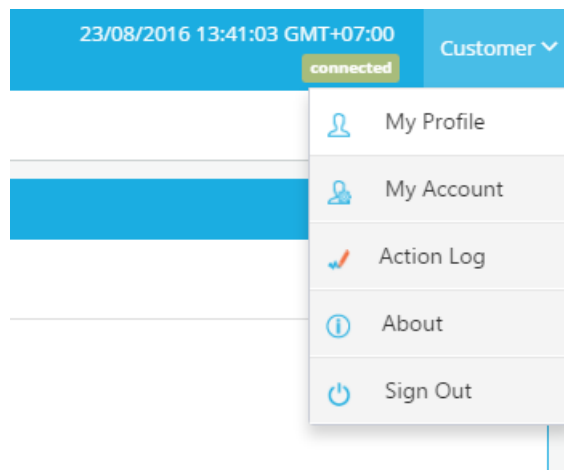 23/08/2016 13:41:03 GMT+07:00
connected
Customer
My Profile
My Account
Action Log
About
Sign Out